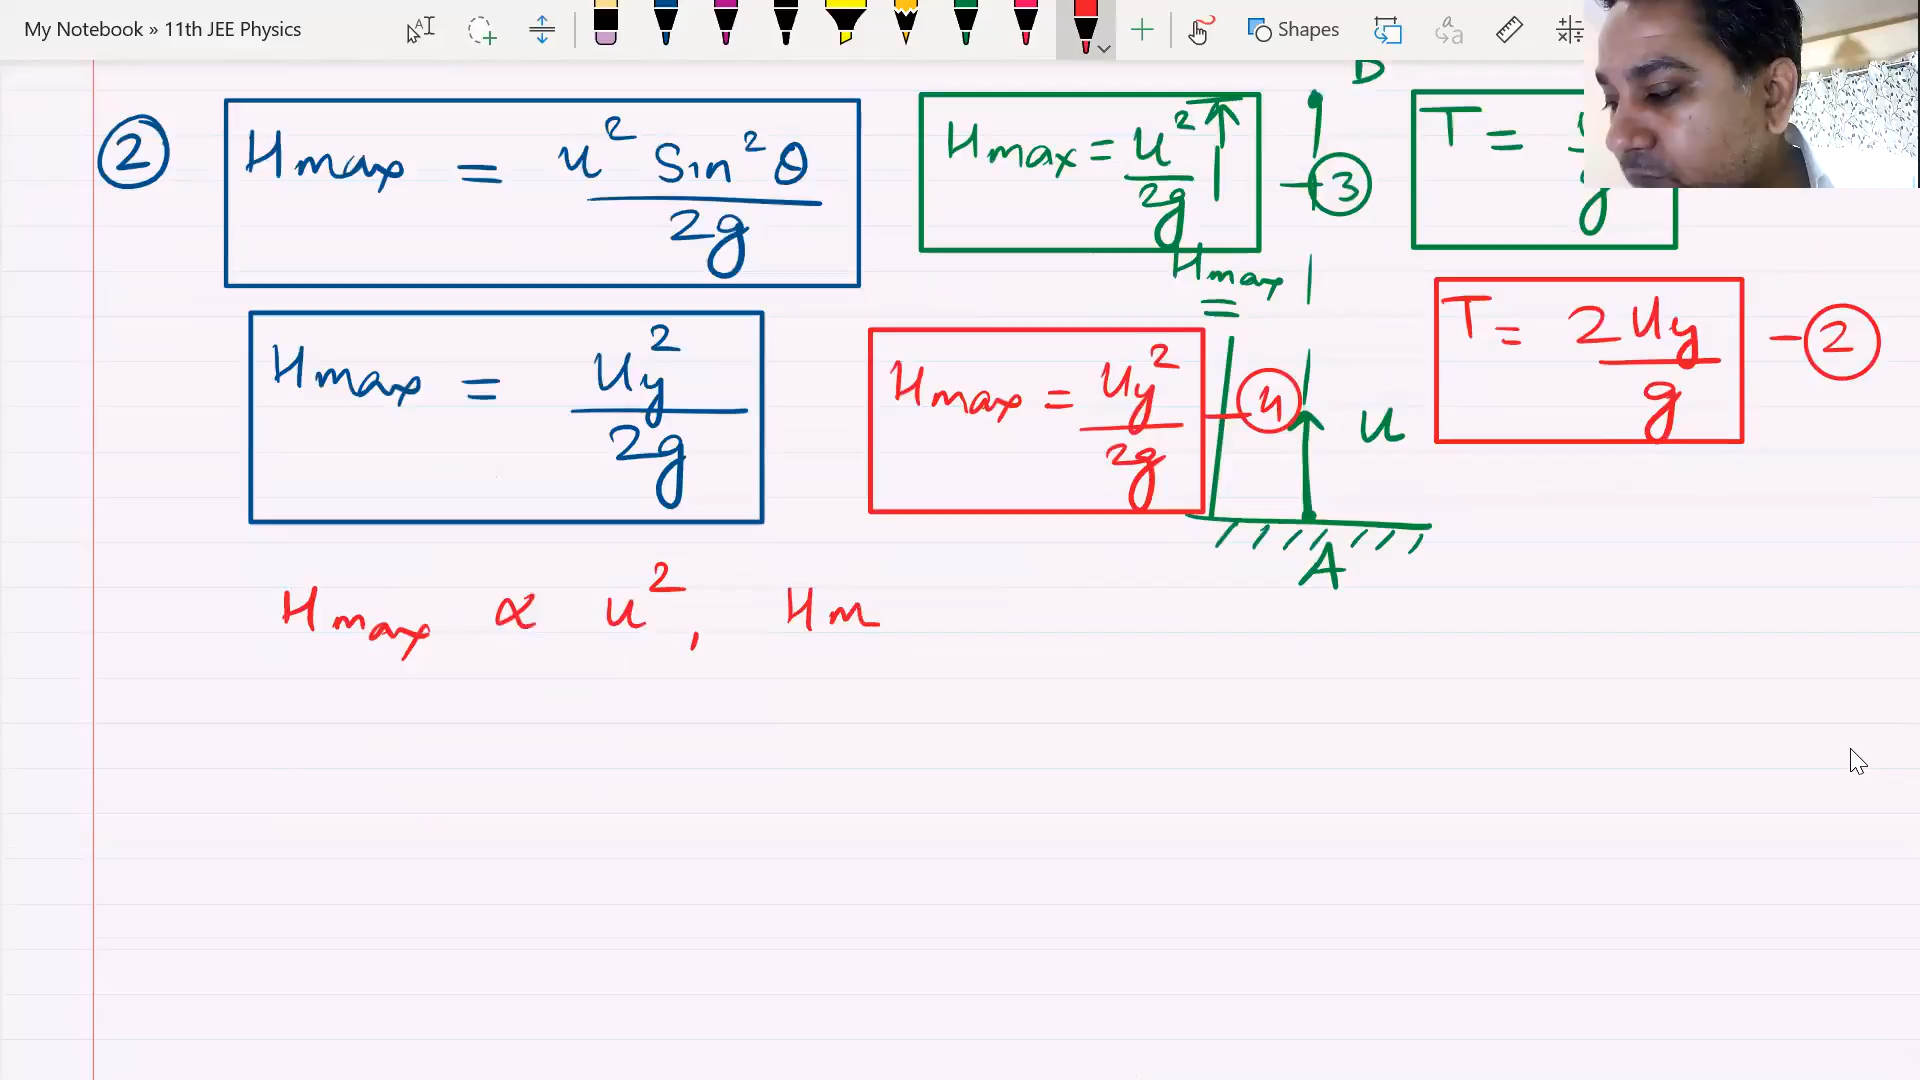 My Notebook » 11th JEE Physics
Shapes
B
② Hmax = u² Sin²θ / 2g
Hmax = u² / 2g - ③
T = / g
Hmax
Hmax = uy² / 2g
Hmax = uy² / 2g - ④
u
T = 2uy / g - ②
A
Hmax ∝ u², Hm